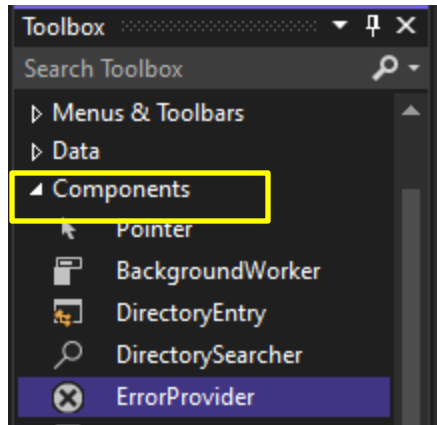 Toolbox
Search Toolbox
Menus & Toolbars
Data
Components
Pointer
BackgroundWorker
DirectoryEntry
DirectorySearcher
ErrorProvider